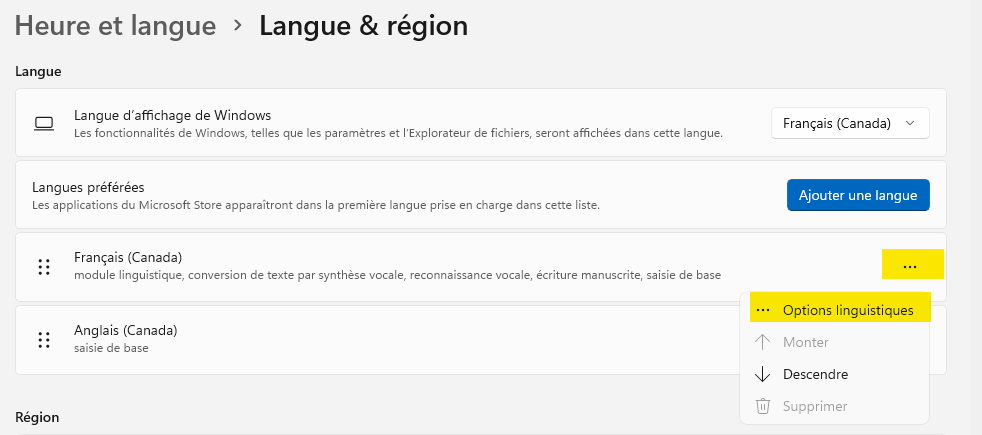 Heure et langue > Langue & région
Langue
Langue d'affichage de Windows
Les fonctionnalités de Windows, telles que les paramètres et l'Explorateur de fichiers, seront affichées dans cette langue.
Français (Canada)
Langues préférées
Les applications du Microsoft Store apparaîtront dans la première langue prise en charge dans cette liste.
Ajouter une langue
Français (Canada)
module linguistique, conversion de texte par synthèse vocale, reconnaissance vocale, écriture manuscrite, saisie de base
...
... Options linguistiques
Anglais (Canada)
saisie de base
Monter
Descendre
Supprimer
Région